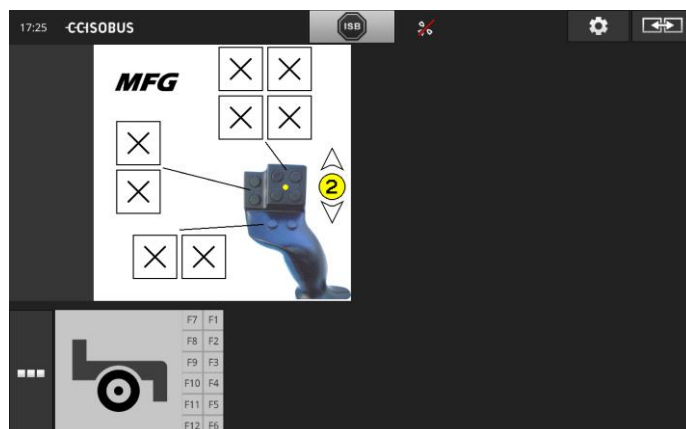 17:25 CCISOBUS ISB
MFG
2
F7 F1
F8 F2
F9 F3
F10 F4
F11 F5
F12 F6